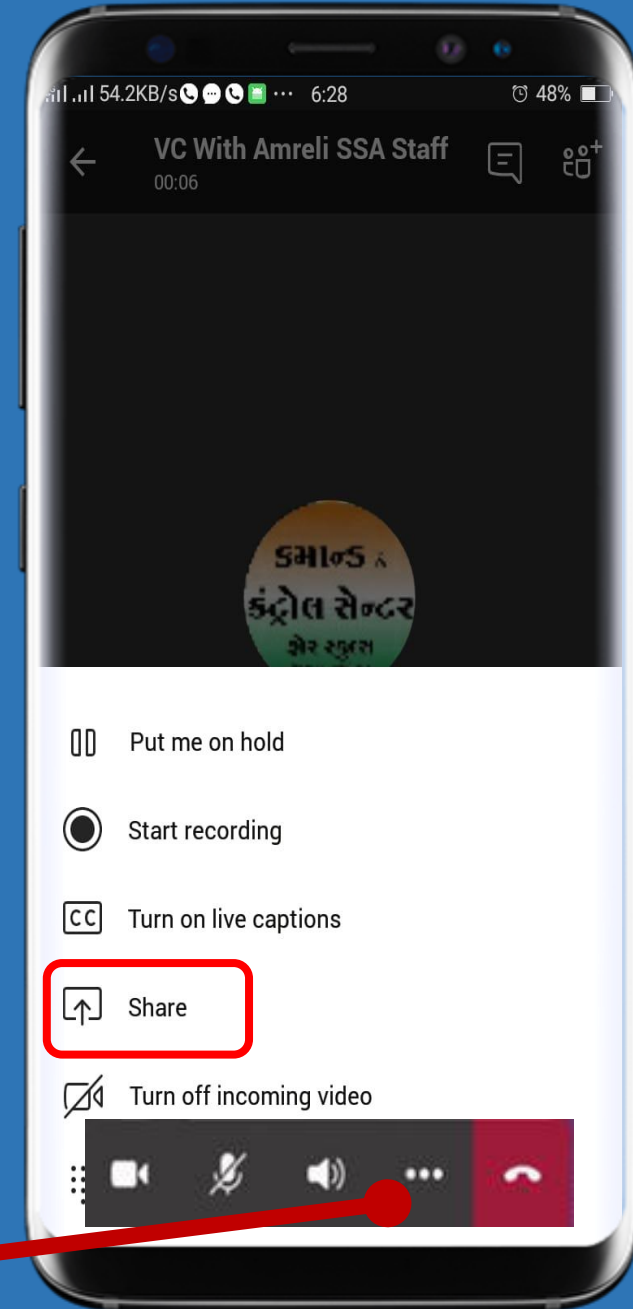 54.2KB/s ... 6:28 48%
VC With Amreli SSA Staff
00:06
કમાન્ડ &
કંટ્રોલ સેન્ટર
ફોર સ્કુલ્સ
Put me on hold
Start recording
CC Turn on live captions
Share
Turn off incoming video